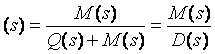 (s) = M(s) / (Q(s) + M(s)) = M(s) / D(s)